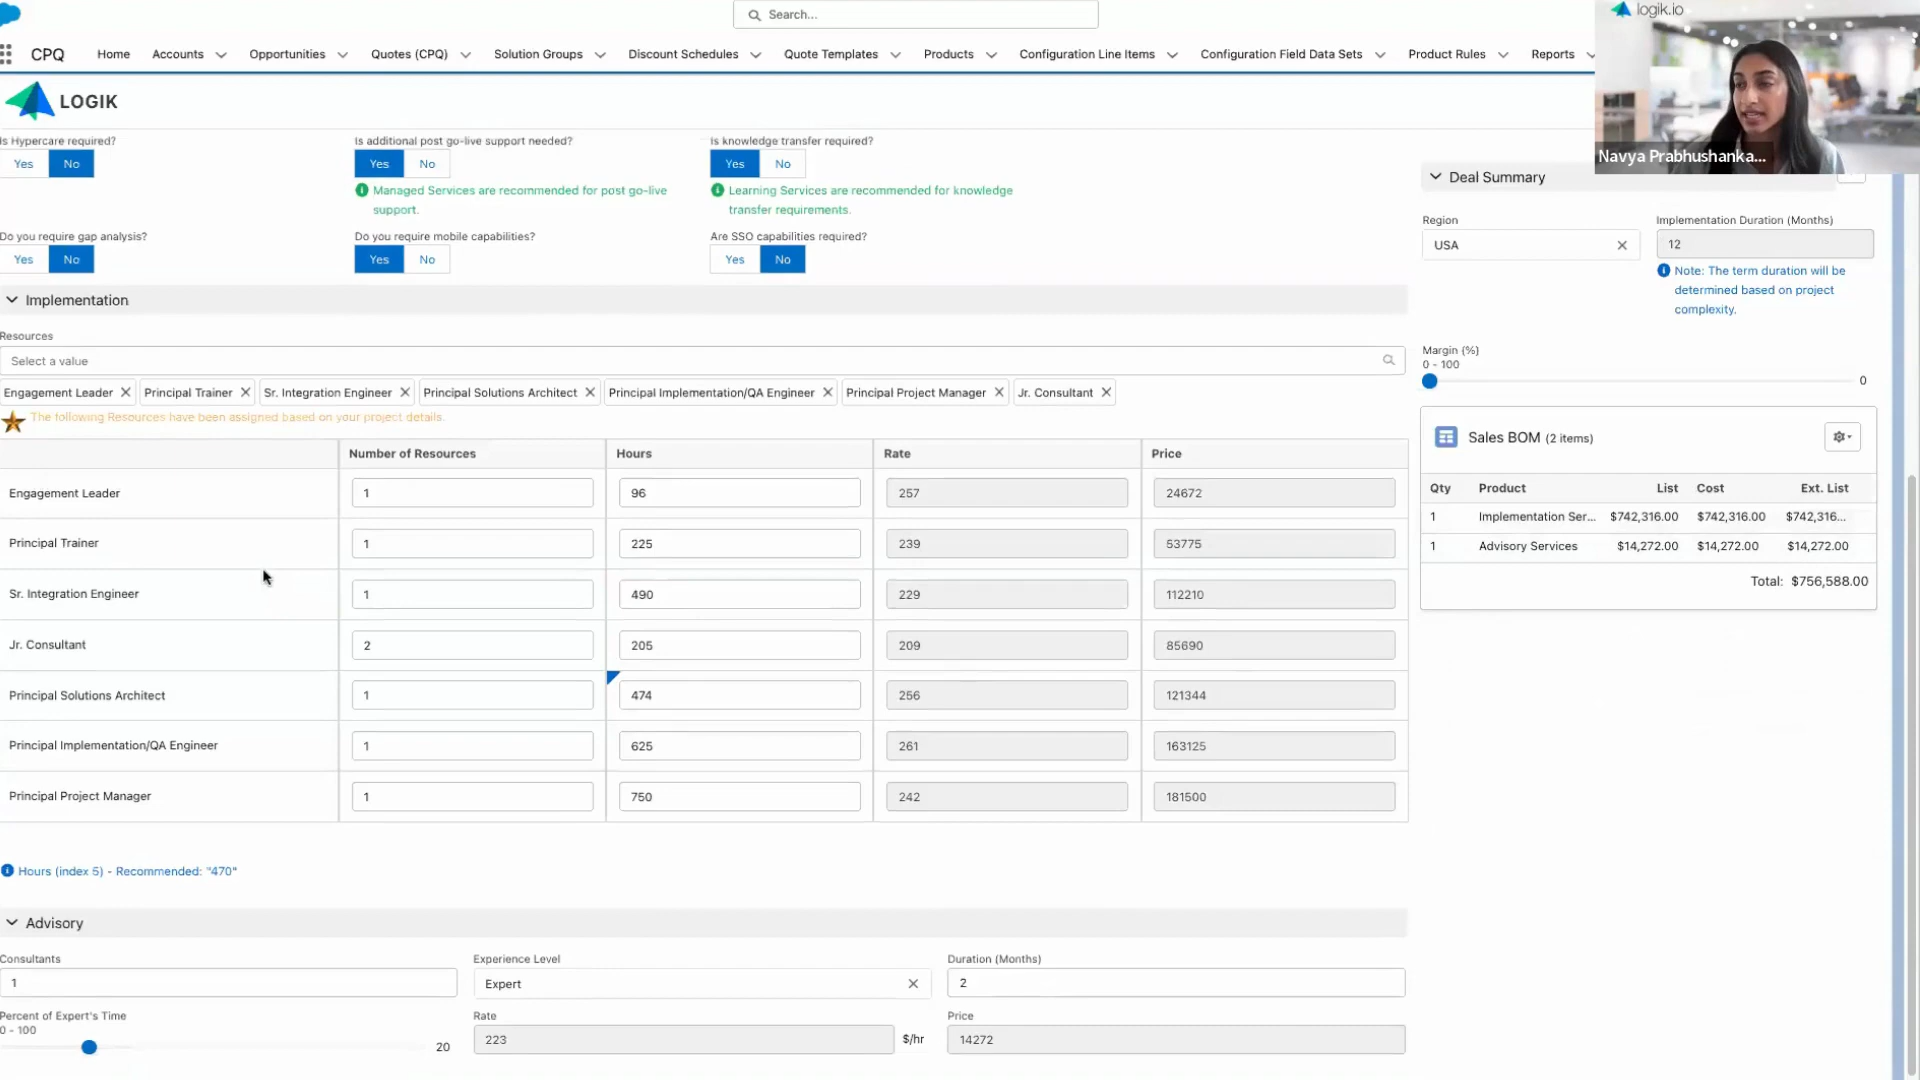 Search...
logik.io
CPQ
Home
Accounts
Opportunities
Quotes (CPQ)
Solution Groups
Discount Schedules
Quote Templates
Products
Configuration Line Items
Configuration Field Data Sets
Product Rules
Reports
LOGIK
Navya Prabhushanka...
Is Hypercare required?
Yes No
Is additional post go-live support needed?
Yes No
Managed Services are recommended for post go-live
support.
Is knowledge transfer required?
Yes No
Learning Services are recommended for knowledge
transfer requirements.
Do you require gap analysis?
Yes No
Do you require mobile capabilities?
Yes No
Are SSO capabilities required?
Yes No
Implementation
Resources
Select a value
Engagement Leader
Principal Trainer
Sr. Integration Engineer
Principal Solutions Architect
Principal Implementation/QA Engineer
Principal Project Manager
Jr. Consultant
The following Resources have been assigned based on your project details.
Number of Resources Hours Rate Price
Engagement Leader 1 96 257 24672
Principal Trainer 1 225 239 53775
Sr. Integration Engineer 1 490 229 112210
Jr. Consultant 2 205 209 85690
Principal Solutions Architect 1 474 256 121344
Principal Implementation/QA Engineer 1 625 261 163125
Principal Project Manager 1 750 242 181500
Hours (index 5) - Recommended: "470"
Advisory
Consultants
1
Experience Level
Expert
Duration (Months)
2
Percent of Expert's Time
0 - 100
20
Rate
223
$/hr
Price
14272
Deal Summary
Region
USA
Implementation Duration (Months)
12
Note: The term duration will be
determined based on project
complexity.
Margin (%)
0 - 100
0
Sales BOM (2 items)
Qty Product List Cost Ext. List
1 Implementation Ser... $742,316.00 $742,316.00 $742,316...
1 Advisory Services $14,272.00 $14,272.00 $14,272.00
Total: $756,588.00